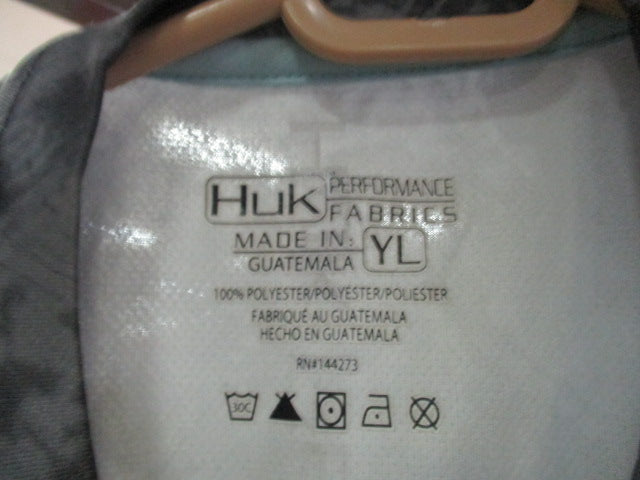 Huk PERFORMANCE
FABRICS
MADE IN: YL
GUATEMALA
100% POLYESTER/POLYÉSTER/POLIESTER
FABRIQUÉ AU GUATEMALA
HECHO EN GUATEMALA
RN#144273
30C